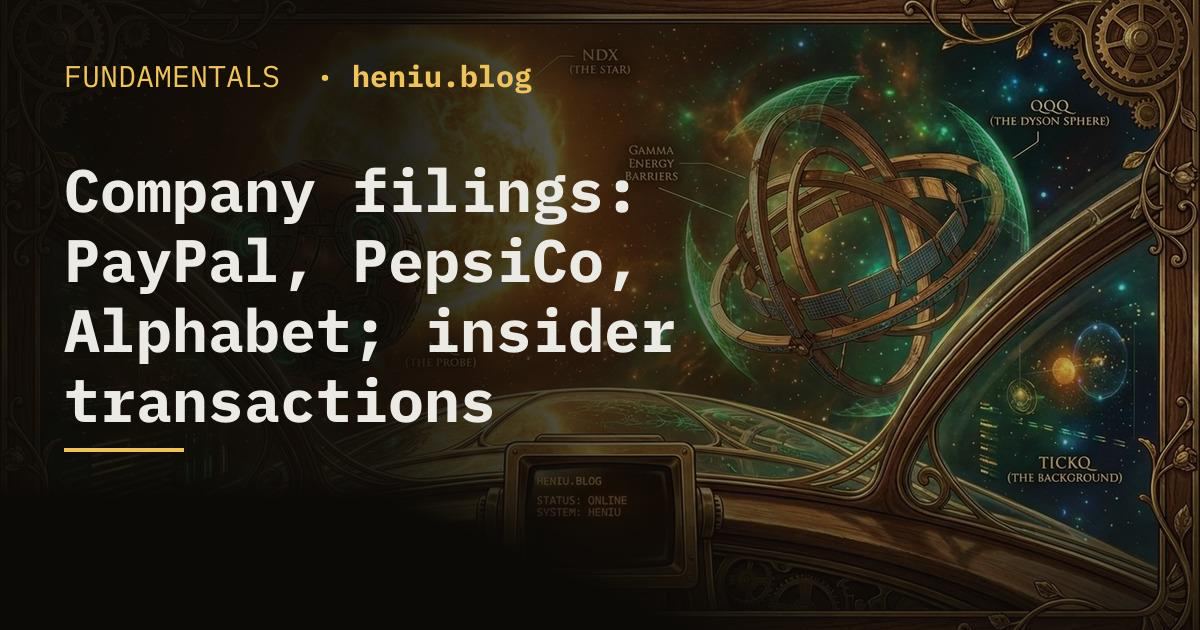 FUNDAMENTALS · heniu.blog
Company filings:
PayPal, PepsiCo,
Alphabet; insider
transactions
NDX
(THE STAR)
GAMMA
ENERGY
BARRIERS
QQQ
(THE DYSON SPHERE)
(THE PROBE)
TICKQ
(THE BACKGROUND)
HENIU.BLOG
STATUS: ONLINE
SYSTEM: HENIU